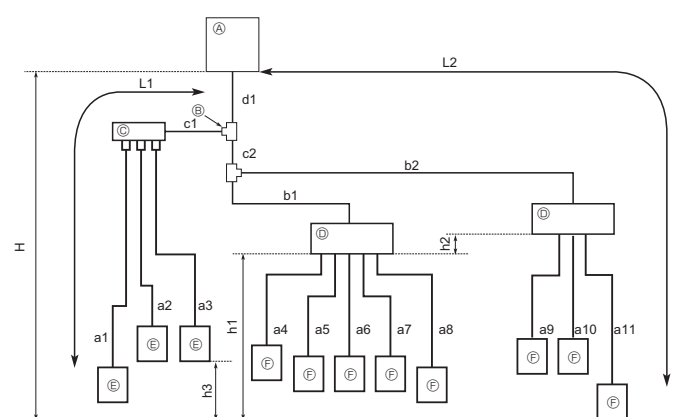 Ⓐ
L2
L1
d1
Ⓑ
Ⓒ
c1
c2
b2
b1
Ⓓ
Ⓓ
h2
H
a1
a2
a3
h1
a4
a5
a6
a7
a8
a9
a10
a11
Ⓔ
Ⓔ
Ⓔ
h3
Ⓕ
Ⓕ
Ⓕ
Ⓕ
Ⓕ
Ⓕ
Ⓕ
Ⓕ